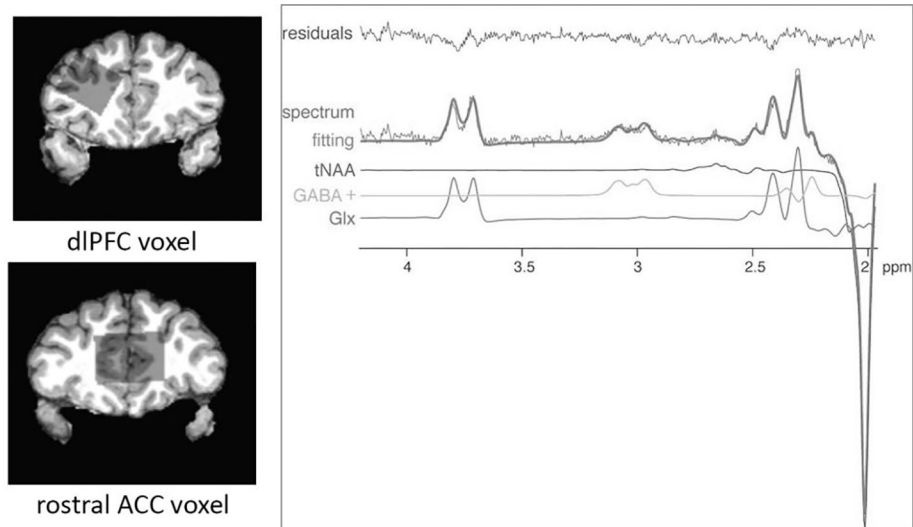 dlPFC voxel
rostral ACC voxel
residuals
spectrum
fitting
tNAA
GABA +
Glx
4 3.5 3 2.5 2 ppm